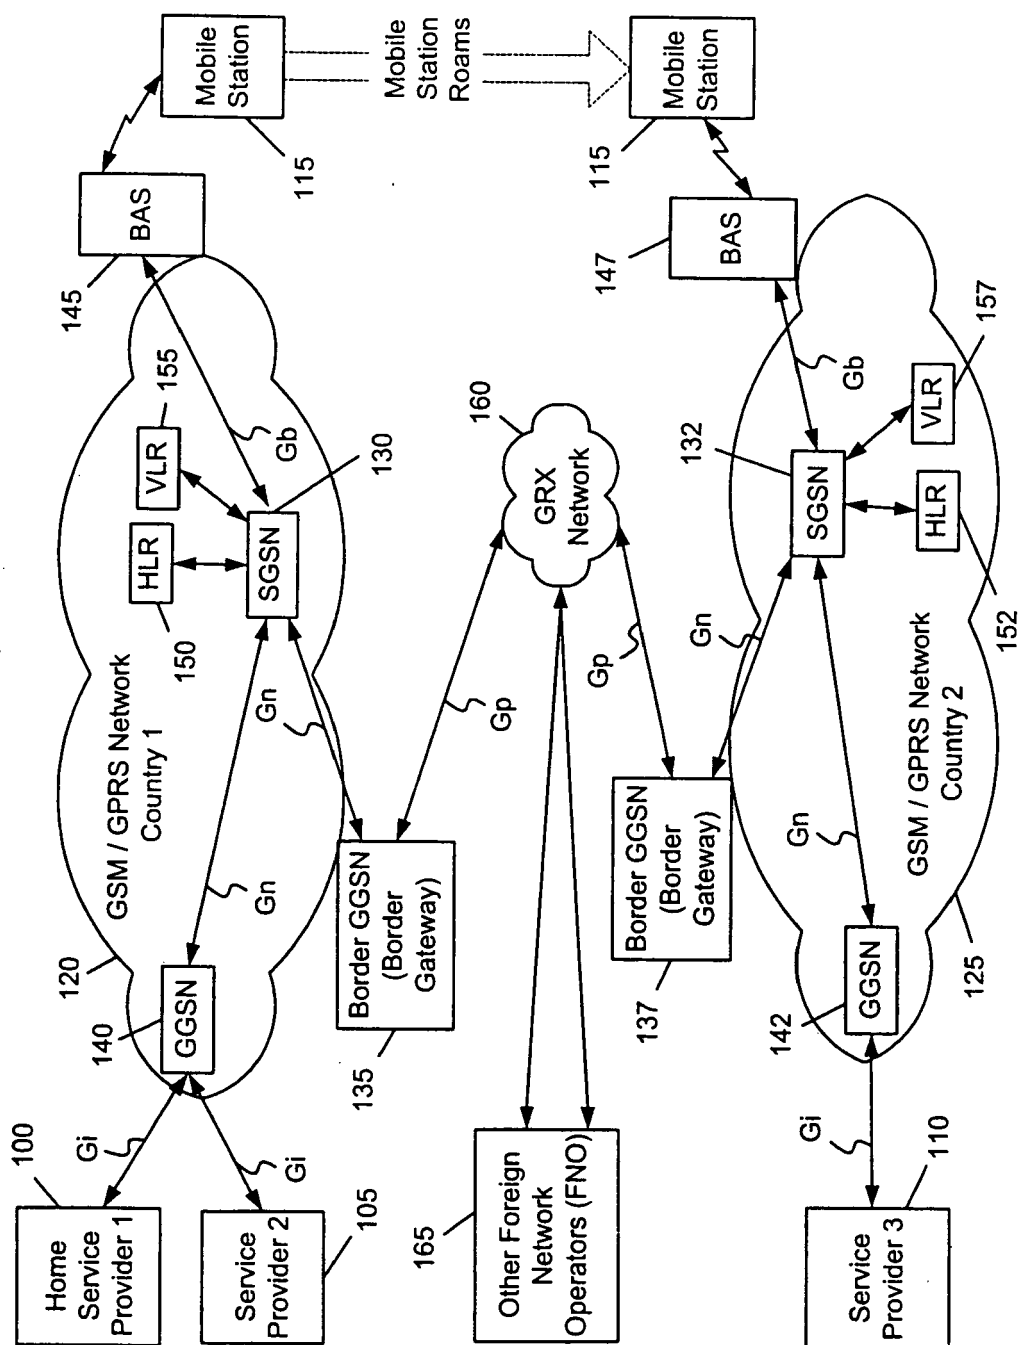 100
Home
Service
Provider 1
Gi
Service
Provider 2
105
Gi
140
GGSN
120
GSM / GPRS Network
Country 1
Gn
150
HLR
155
VLR
SGSN
130
Gb
Gn
145
BAS
Mobile
Station
115
Mobile
Station
Roams
Border GGSN
(Border
Gateway)
135
Gp
160
GRX
Network
165
Other Foreign
Network
Operators (FNO)
Gp
Border GGSN
(Border
Gateway)
137
Gn
132
SGSN
Gb
147
BAS
115
Mobile
Station
VLR
157
HLR
152
Gn
GSM / GPRS Network
Country 2
125
142
GGSN
Gi
110
Service
Provider 3